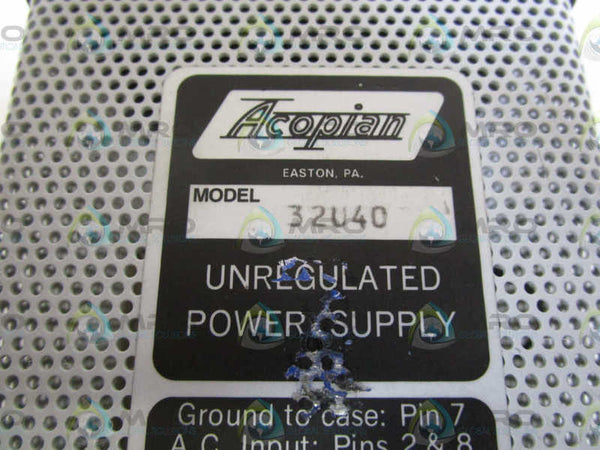 Acopian
EASTON, PA.
MODEL 32U40
UNREGULATED
POWER SUPPLY
Ground to case: Pin 7
A.C. Input: Pins 2 & 8